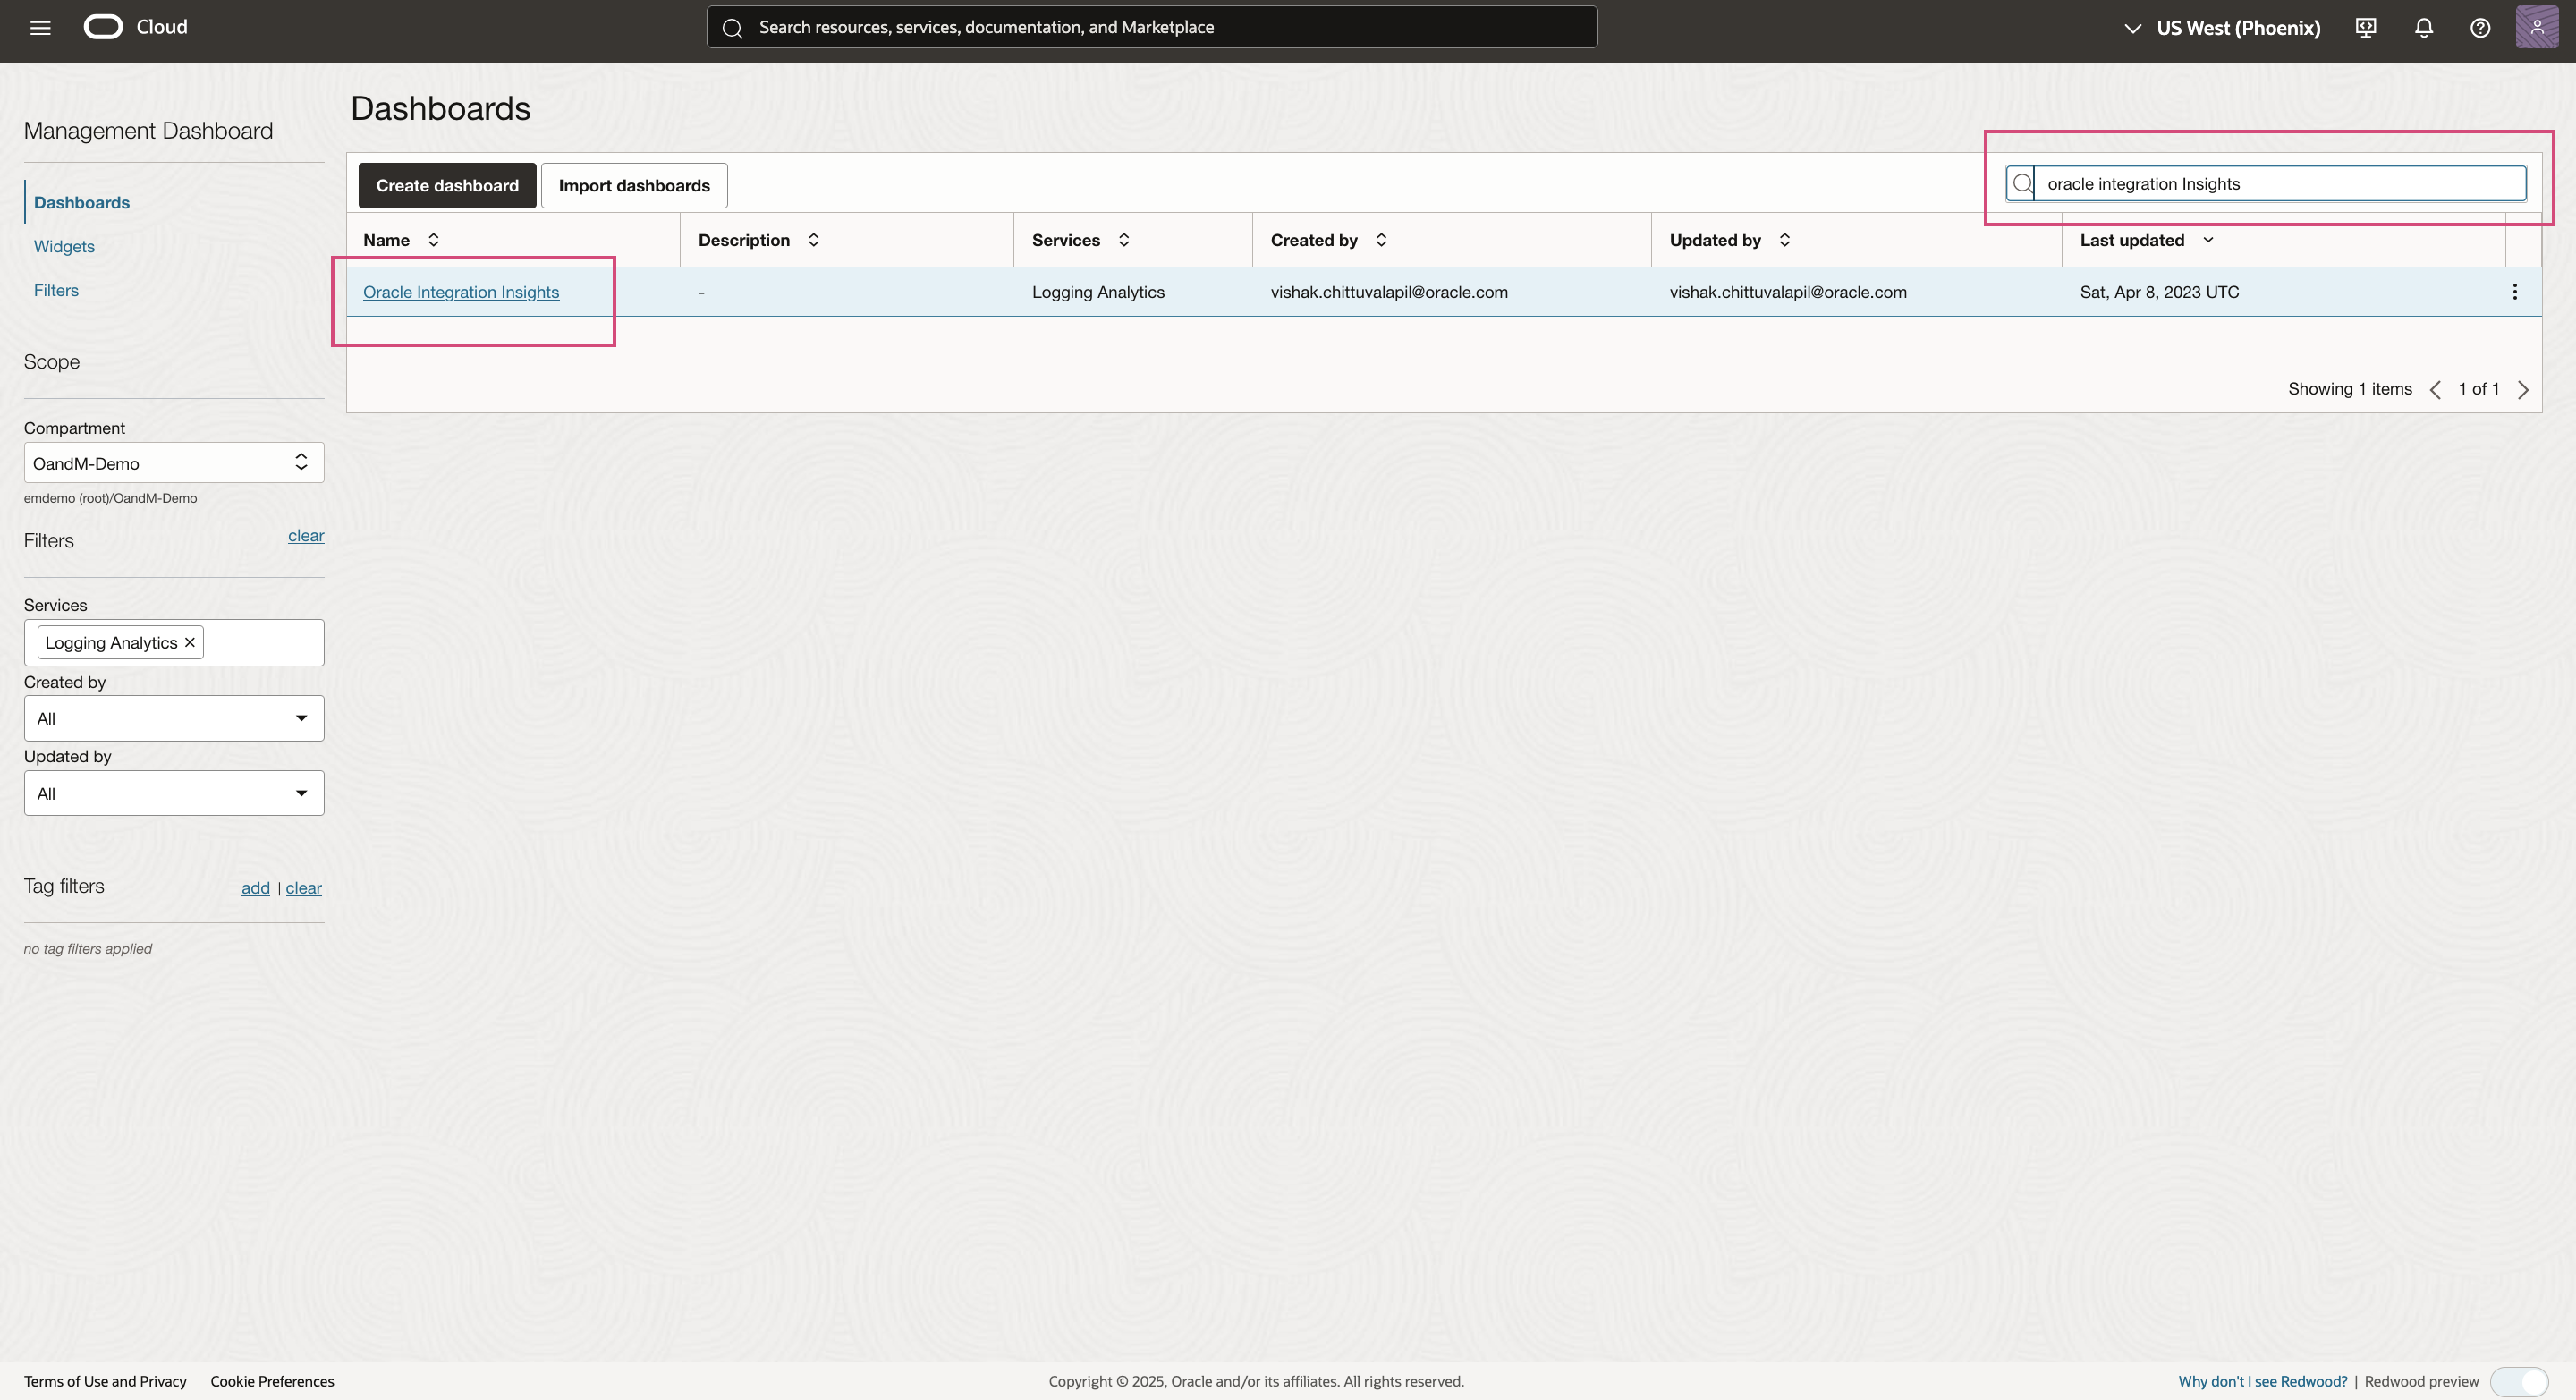 Cloud
Search resources, services, documentation, and Marketplace
US West (Phoenix)
Management Dashboard
Dashboards
Widgets
Filters
Scope
Compartment
OandM-Demo
emdemo (root)/OandM-Demo
Filters
clear
Services
Logging Analytics
Created by
All
Updated by
All
Tag filters
add | clear
no tag filters applied
Dashboards
Create dashboard
Import dashboards
oracle integration Insights
Name
Description
Services
Created by
Updated by
Last updated
Oracle Integration Insights
-
Logging Analytics
vishak.chittuvalapil@oracle.com
vishak.chittuvalapil@oracle.com
Sat, Apr 8, 2023 UTC
Showing 1 items
1 of 1
Terms of Use and Privacy
Cookie Preferences
Copyright © 2025, Oracle and/or its affiliates. All rights reserved.
Why don't I see Redwood? | Redwood preview